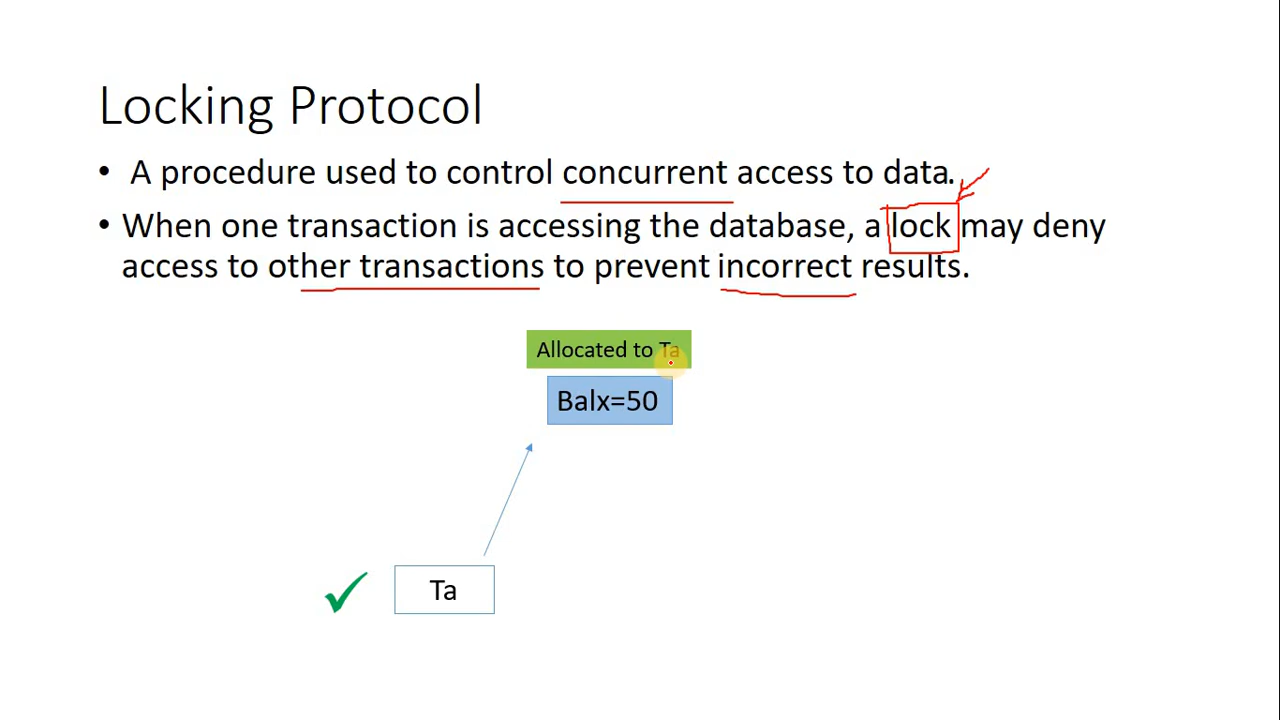 Locking Protocol
• A procedure used to control concurrent access to data.
• When one transaction is accessing the database, a lock may deny
access to other transactions to prevent incorrect results.
Allocated to Ta
Balx=50
Ta